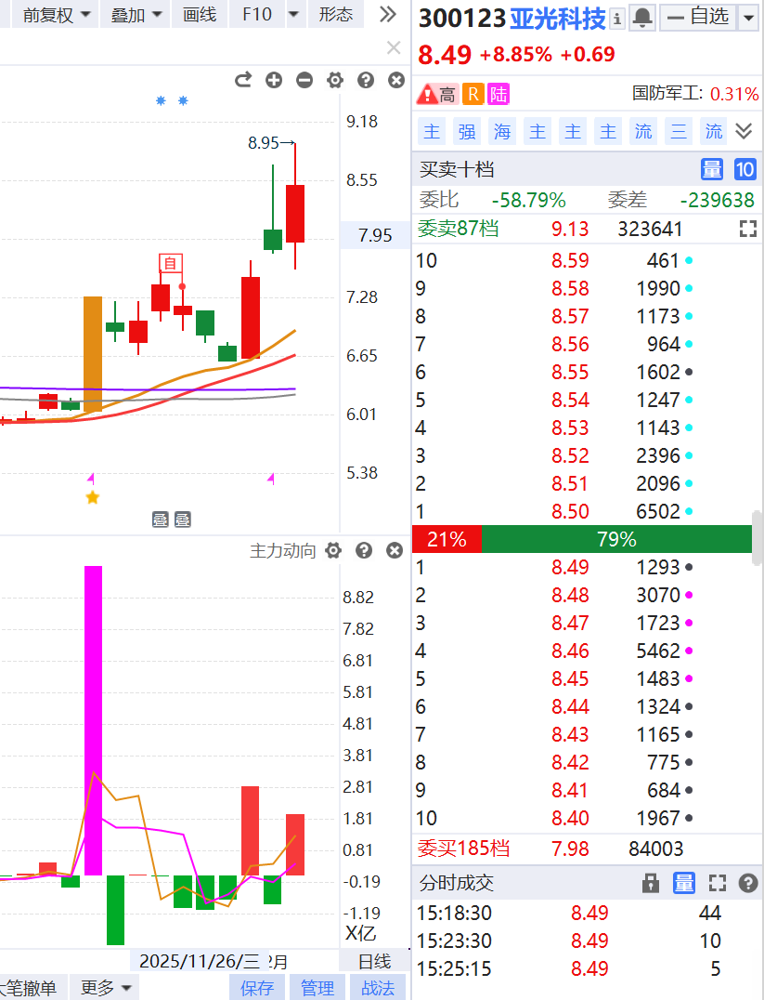 前复权 叠加 画线 F10 形态
300123 亚光科技 自选
8.49 +8.85% +0.69
高 R 陆 国防军工: 0.31%
主 强 海 主 主 主 流 三 流
买卖十档 量 10
委比 -58.79% 委差 -239638
委卖87档 9.13 323641
10 8.59 461
9 8.58 1990
8 8.57 1173
7 8.56 964
6 8.55 1602
5 8.54 1247
4 8.53 1143
3 8.52 2396
2 8.51 2096
1 8.50 6502
21% 79%
1 8.49 1293
2 8.48 3070
3 8.47 1723
4 8.46 5462
5 8.45 1483
6 8.44 1324
7 8.43 1165
8 8.42 775
9 8.41 684
10 8.40 1967
委买185档 7.98 84003
分时成交 量
15:18:30 8.49 44
15:23:30 8.49 10
15:25:15 8.49 5
9.18
8.95→
8.55
7.95
自
7.28
6.65
6.01
5.38
叠 叠
主力动向
8.82
7.82
6.81
5.81
4.81
3.81
2.81
1.81
0.81
-0.19
-1.19
X亿
2025/11/26/三 月 日线
笔撤单 更多 保存 管理 战法